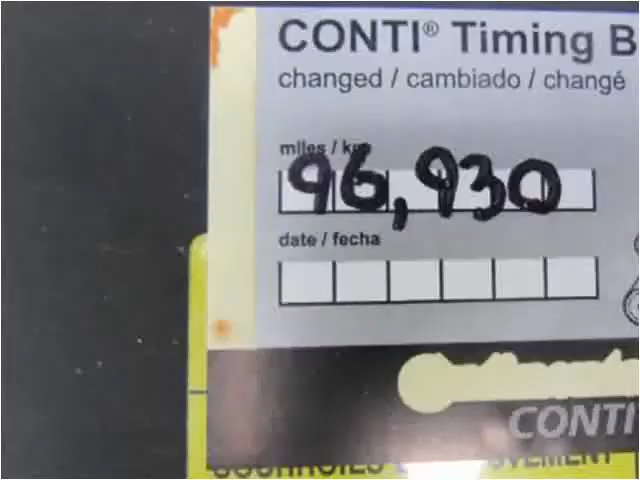 CONTI® Timing B
changed / cambiado / changé
miles / km
96,930
date / fecha
CONTI